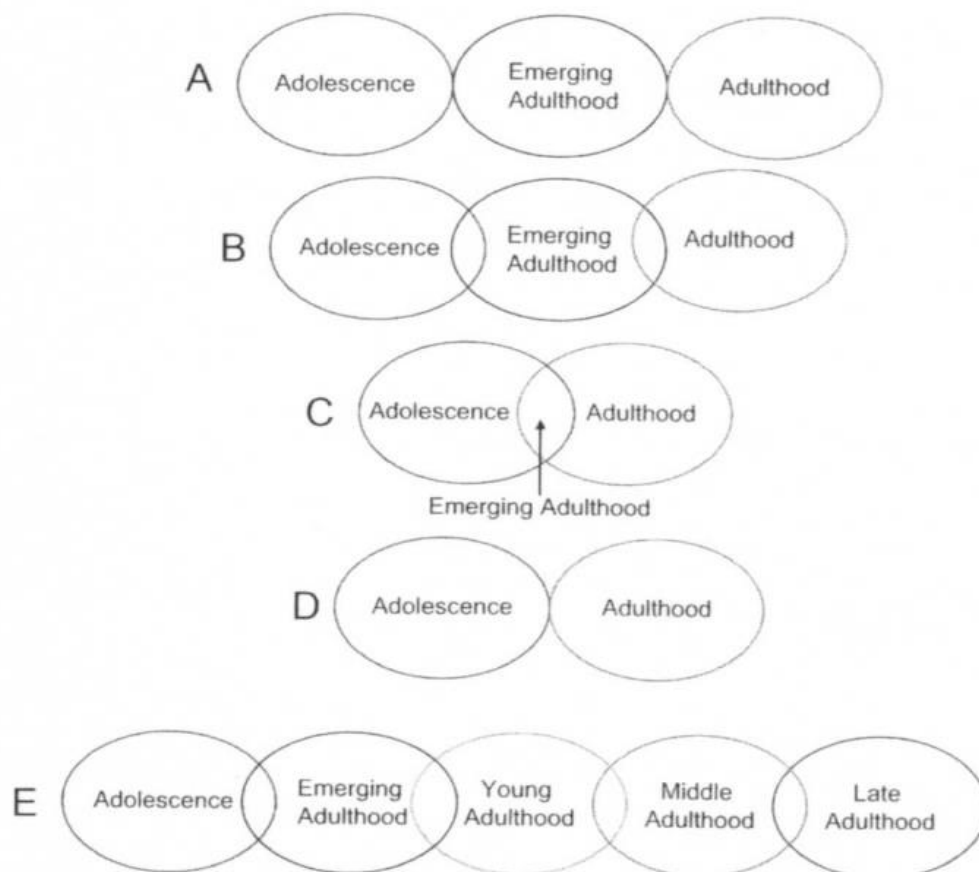 A
Adolescence
Emerging
Adulthood
Adulthood
B
Adolescence
Emerging
Adulthood
Adulthood
C
Adolescence
Adulthood
Emerging Adulthood
D
Adolescence
Adulthood
E
Adolescence
Emerging
Adulthood
Young
Adulthood
Middle
Adulthood
Late
Adulthood